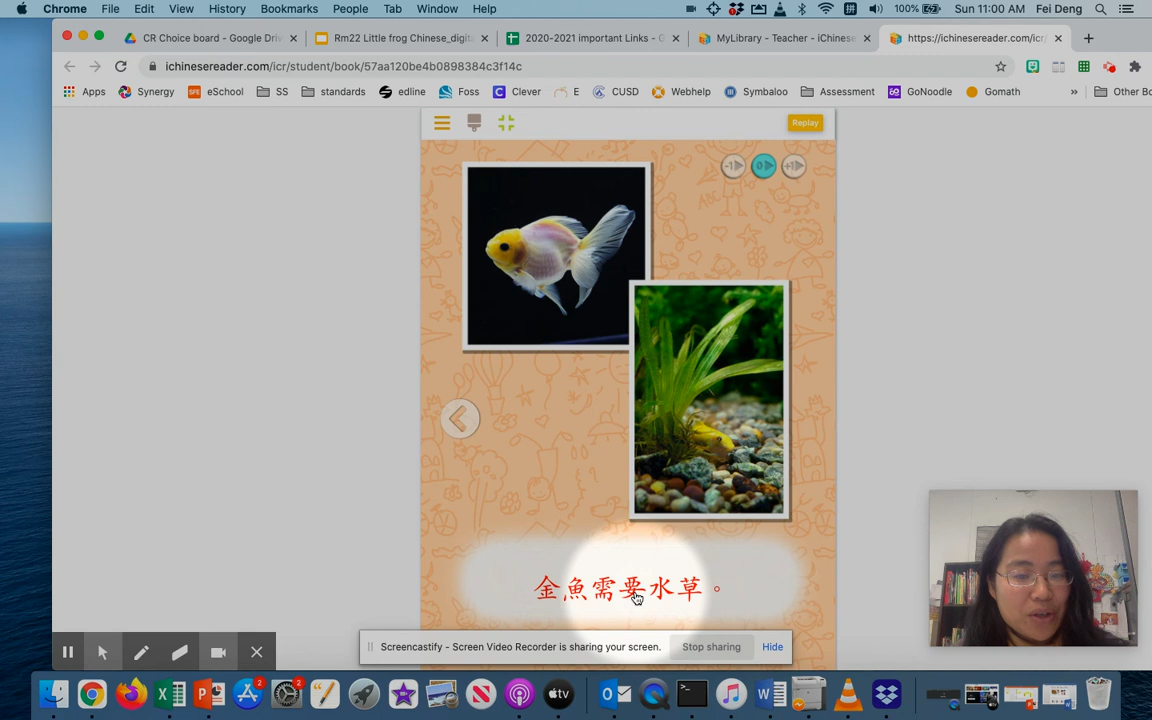 Chrome File Edit View History Bookmarks People Tab Window Help 100% Sun 11:00 AM Fei Deng
CR Choice board - Google Dri
Rm22 Little frog Chinese_digit
2020-2021 important Links - G
MyLibrary - Teacher - iChinese
https://ichinesereader.com/icr/
ichinesereader.com/icr/student/book/57aa120be4b0898384c3f14c
Apps Synergy eSchool SS standards edline Foss Clever E CUSD Webhelp Symbaloo Assessment GoNoodle Gomath » Other Bo
Replay
-1 0 +1
金魚需要水草。
Screencastify - Screen Video Recorder is sharing your screen. Stop sharing Hide